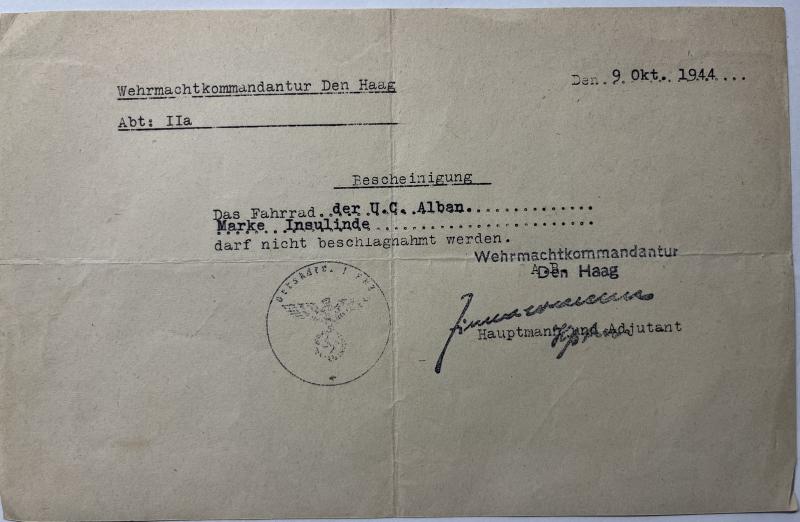 Wehrmachtkommandantur Den Haag
Den. 9 Okt. 1944...
Abt: IIa
Bescheinigung
Das Fahrrad..der U.C. Alban...............
Marke Insulinde..........................
darf nicht beschlagnahmt werden.
Wehrmachtkommandantur
A.B.
Den Haag
Hauptmann und Adjutant